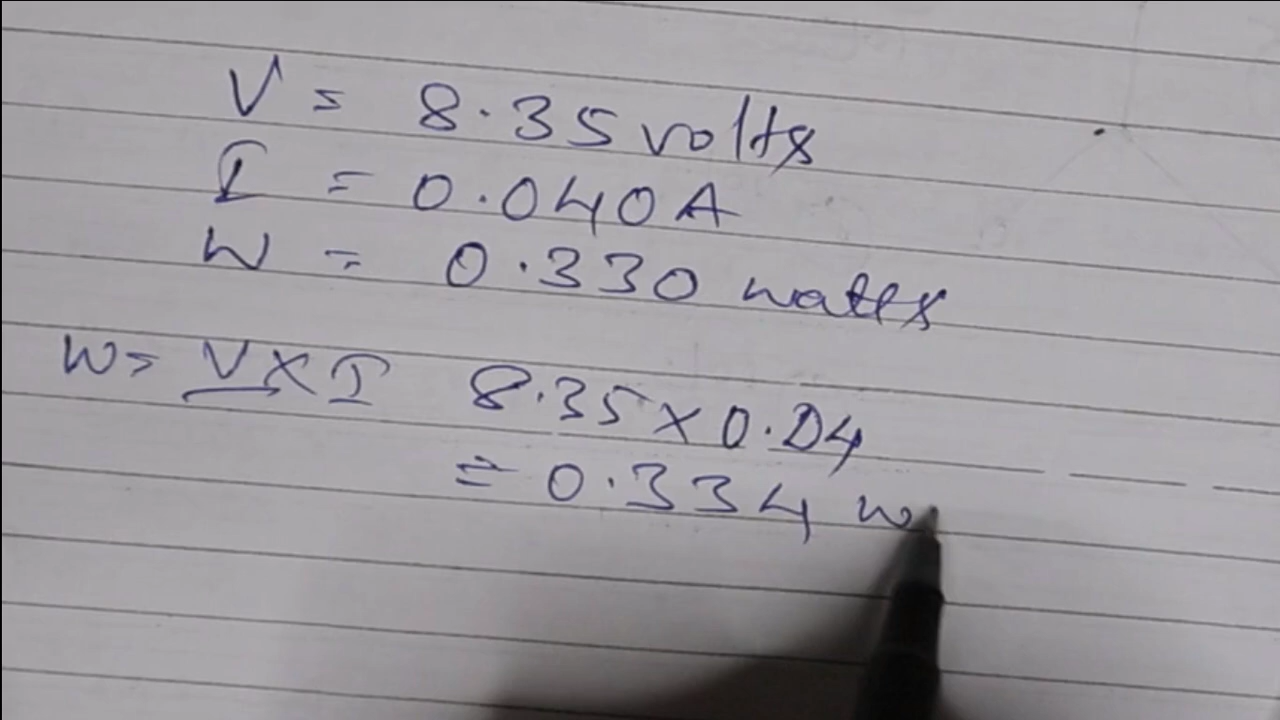 V = 8.35 volts
I = 0.040A
W = 0.330 watts
W= V×I 8.35×0.04
= 0.334 w